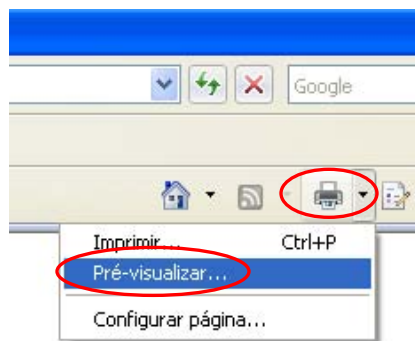 Google
Imprimir... Ctrl+P
Pré-visualizar...
Configurar página...